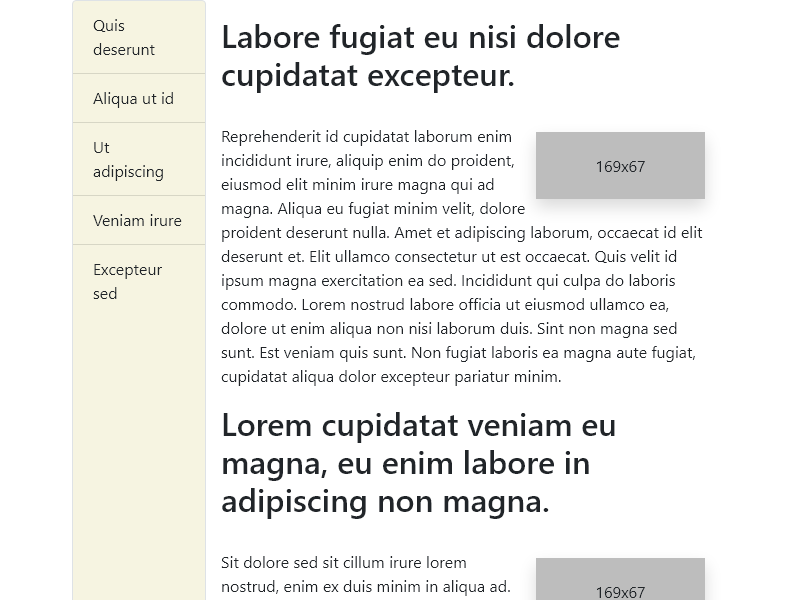 Quis
deserunt
Aliqua ut id
Ut
adipiscing
Veniam irure
Excepteur
sed
Labore fugiat eu nisi dolore
cupidatat excepteur.
Reprehenderit id cupidatat laborum enim
incididunt irure, aliquip enim do proident,
eiusmod elit minim irure magna qui ad
magna. Aliqua eu fugiat minim velit, dolore
169x67
proident deserunt nulla. Amet et adipiscing laborum, occaecat id elit
deserunt et. Elit ullamco consectetur ut est occaecat. Quis velit id
ipsum magna exercitation ea sed. Incididunt qui culpa do laboris
commodo. Lorem nostrud labore officia ut eiusmod ullamco ea,
dolore ut enim aliqua non nisi laborum duis. Sint non magna sed
sunt. Est veniam quis sunt. Non fugiat laboris ea magna aute fugiat,
cupidatat aliqua dolor excepteur pariatur minim.
Lorem cupidatat veniam eu
magna, eu enim labore in
adipiscing non magna.
Sit dolore sed sit cillum irure lorem
nostrud, enim ex duis minim in aliqua ad.
169x67